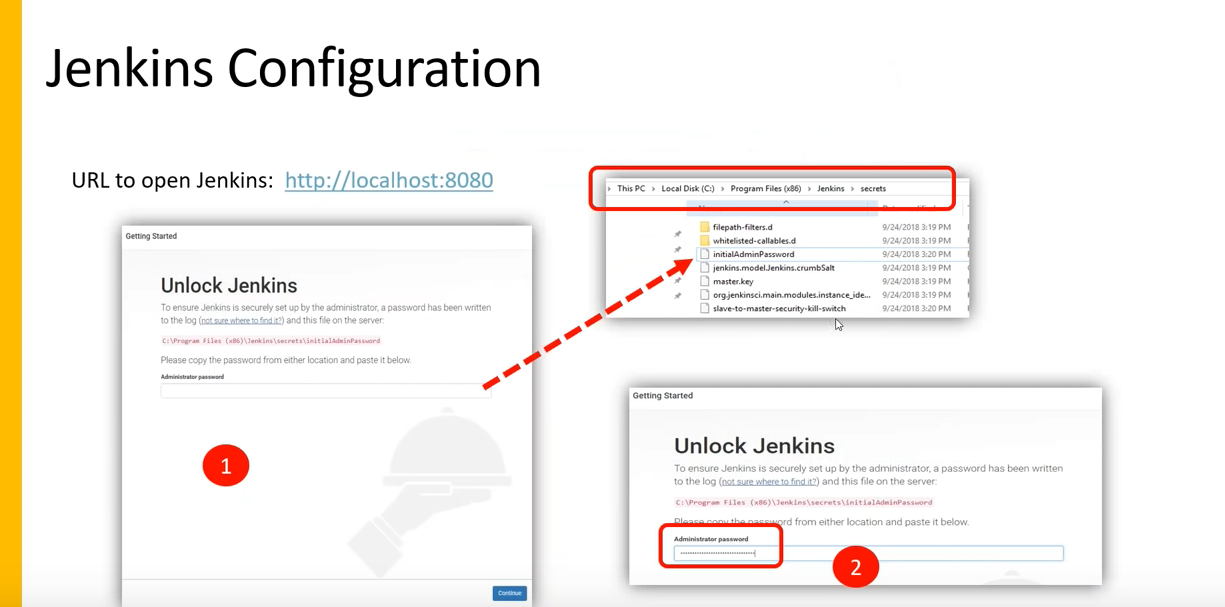 Jenkins Configuration
URL to open Jenkins: http://localhost:8080
Getting Started
Unlock Jenkins
To ensure Jenkins is securely set up by the administrator, a password has been written
to the log (not sure where to find it?) and this file on the server:
C:\Program Files (x86)\Jenkins\secrets\initialAdminPassword
Please copy the password from either location and paste it below.
Administrator password
1
Continue
This PC > Local Disk (C:) > Program Files (x86) > Jenkins > secrets
filepath-filters.d 9/24/2018 3:19 PM
whitelisted-callables.d 9/24/2018 3:19 PM
initialAdminPassword 9/24/2018 3:20 PM
jenkins.model.Jenkins.crumbSalt 9/24/2018 3:19 PM
master.key 9/24/2018 3:19 PM
org.jenkinsci.main.modules.instance_ide... 9/24/2018 3:19 PM
slave-to-master-security-kill-switch 9/24/2018 3:20 PM
Getting Started
Unlock Jenkins
To ensure Jenkins is securely set up by the administrator, a password has been written
to the log (not sure where to find it?) and this file on the server:
C:\Program Files (x86)\Jenkins\secrets\initialAdminPassword
Please copy the password from either location and paste it below.
Administrator password
2